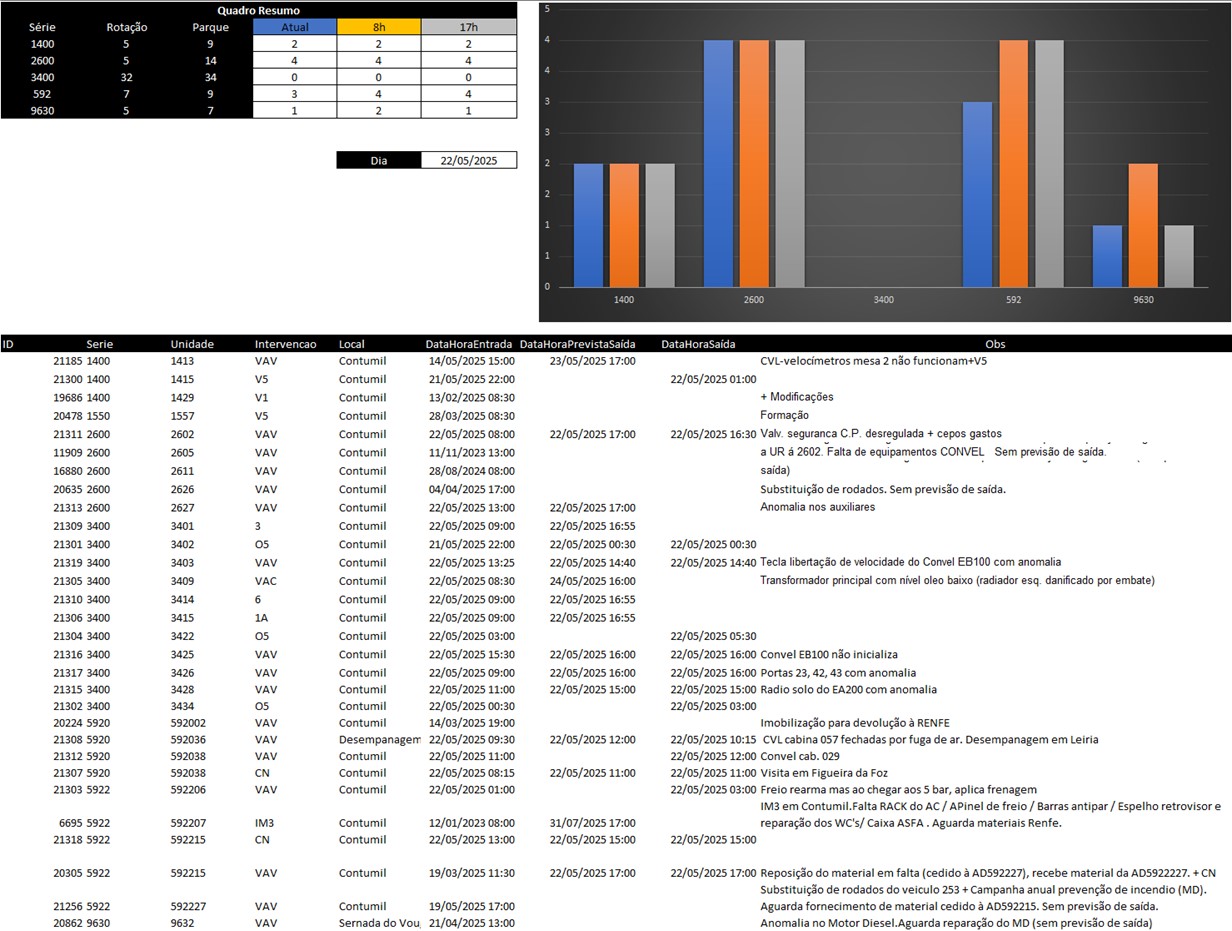 Quadro Resumo
Série Rotação Parque Atual 8h 17h
1400 5 9 2 2 2
2600 5 14 4 4 4
3400 32 34 0 0 0
592 7 9 3 4 4
9630 5 7 1 2 1
Dia 22/05/2025
5
4
4
3
3
2
2
1
1
0
1400 2600 3400 592 9630
ID Serie Unidade Intervencao Local DataHoraEntrada DataHoraPrevistaSaída DataHoraSaída Obs
21185 1400 1413 VAV Contumil 14/05/2025 15:00 23/05/2025 17:00 CVL-velocímetros mesa 2 não funcionam+V5
21300 1400 1415 V5 Contumil 21/05/2025 22:00 22/05/2025 01:00
19686 1400 1429 V1 Contumil 13/02/2025 08:30 + Modificações
20478 1550 1557 V5 Contumil 28/03/2025 08:30 Formação
21311 2600 2602 VAV Contumil 22/05/2025 08:00 22/05/2025 17:00 22/05/2025 16:30 Valv. seguranca C.P. desregulada + cepos gastos
11909 2600 2605 VAV Contumil 11/11/2023 13:00 a UR á 2602. Falta de equipamentos CONVEL Sem previsão de saída.
16880 2600 2611 VAV Contumil 28/08/2024 08:00 saída)
20635 2600 2626 VAV Contumil 04/04/2025 17:00 Substituição de rodados. Sem previsão de saída.
21313 2600 2627 VAV Contumil 22/05/2025 13:00 22/05/2025 17:00 Anomalia nos auxiliares
21309 3400 3401 3 Contumil 22/05/2025 09:00 22/05/2025 16:55
21301 3400 3402 O5 Contumil 21/05/2025 22:00 22/05/2025 00:30 22/05/2025 00:30
21319 3400 3403 VAV Contumil 22/05/2025 13:25 22/05/2025 14:40 22/05/2025 14:40 Tecla libertação de velocidade do Convel EB100 com anomalia
21305 3400 3409 VAC Contumil 22/05/2025 08:30 24/05/2025 16:00 Transformador principal com nível oleo baixo (radiador esq. danificado por embate)
21310 3400 3414 6 Contumil 22/05/2025 09:00 22/05/2025 16:55
21306 3400 3415 1A Contumil 22/05/2025 09:00 22/05/2025 16:55
21304 3400 3422 O5 Contumil 22/05/2025 03:00 22/05/2025 05:30
21316 3400 3425 VAV Contumil 22/05/2025 15:30 22/05/2025 16:00 22/05/2025 16:00 Convel EB100 não inicializa
21317 3400 3426 VAV Contumil 22/05/2025 09:00 22/05/2025 16:00 22/05/2025 16:00 Portas 23, 42, 43 com anomalia
21315 3400 3428 VAV Contumil 22/05/2025 11:00 22/05/2025 15:00 22/05/2025 15:00 Radio solo do EA200 com anomalia
21302 3400 3434 O5 Contumil 22/05/2025 00:30 22/05/2025 03:00
20224 5920 592002 VAV Contumil 14/03/2025 19:00 Imobilização para devolução à RENFE
21308 5920 592036 VAV Desempanagem 22/05/2025 09:30 22/05/2025 12:00 22/05/2025 10:15 CVL cabina 057 fechadas por fuga de ar. Desempanagem em Leiria
21312 5920 592038 VAV Contumil 22/05/2025 11:00 22/05/2025 12:00 Convel cab. 029
21307 5920 592038 CN Contumil 22/05/2025 08:15 22/05/2025 11:00 22/05/2025 11:00 Visita em Figueira da Foz
21303 5922 592206 VAV Contumil 22/05/2025 01:00 22/05/2025 03:00 Freio rearma mas ao chegar aos 5 bar, aplica frenagem
IM3 em Contumil.Falta RACK do AC / APinel de freio / Barras antipar / Espelho retrovisor e
6695 5922 592207 IM3 Contumil 12/01/2023 08:00 31/07/2025 17:00 reparação dos WC's/ Caixa ASFA . Aguarda materiais Renfe.
21318 5922 592215 CN Contumil 22/05/2025 13:00 22/05/2025 15:00 22/05/2025 15:00
20305 5922 592215 VAV Contumil 19/03/2025 11:30 22/05/2025 17:00 22/05/2025 17:00 Reposição do material em falta (cedido à AD592227), recebe material da AD5922227. + CN
Substituição de rodados do veiculo 253 + Campanha anual prevenção de incendio (MD).
21256 5922 592227 VAV Contumil 19/05/2025 17:00 Aguarda fornecimento de material cedido à AD592215. Sem previsão de saída.
20862 9630 9632 VAV Sernada do Vou 21/04/2025 13:00 Anomalia no Motor Diesel.Aguarda reparação do MD (sem previsão de saída)